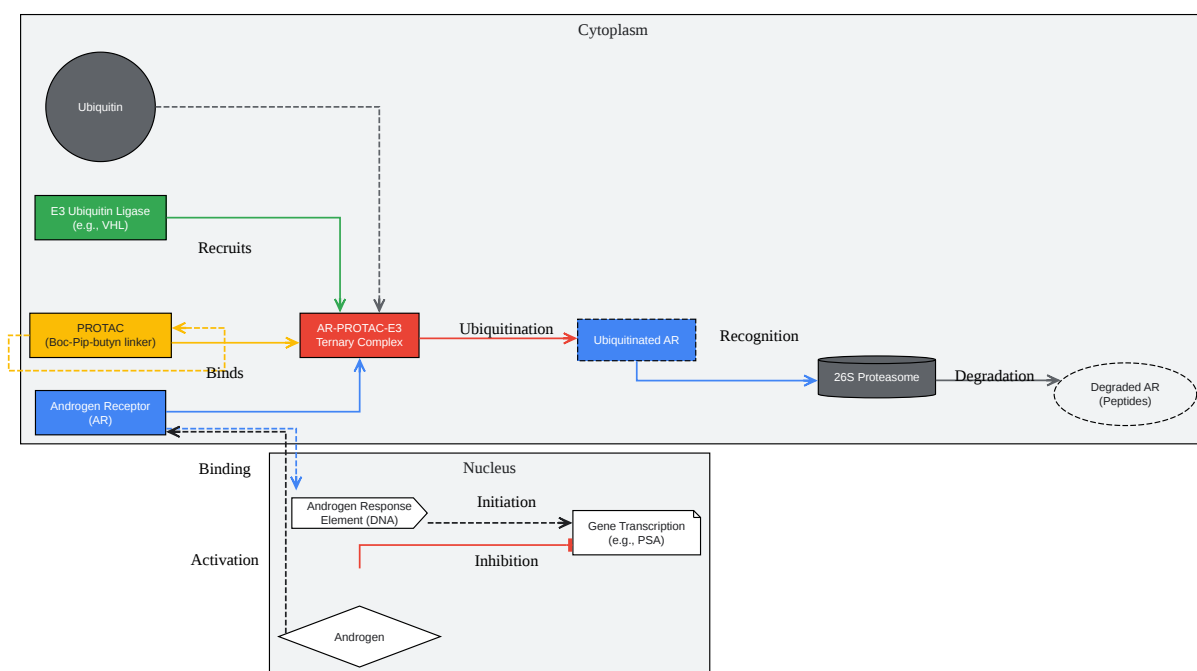 Cytoplasm
Ubiquitin
E3 Ubiquitin Ligase
(e.g., VHL)
Recruits
PROTAC
(Boc-Pip-butyn linker)
Binds
AR-PROTAC-E3
Ternary Complex
Ubiquitination
Ubiquitinated AR
Recognition
26S Proteasome
Degradation
Degraded AR
(Peptides)
Androgen Receptor
(AR)
Binding
Nucleus
Androgen Response
Element (DNA)
Initiation
Gene Transcription
(e.g., PSA)
Activation
Inhibition
Androgen